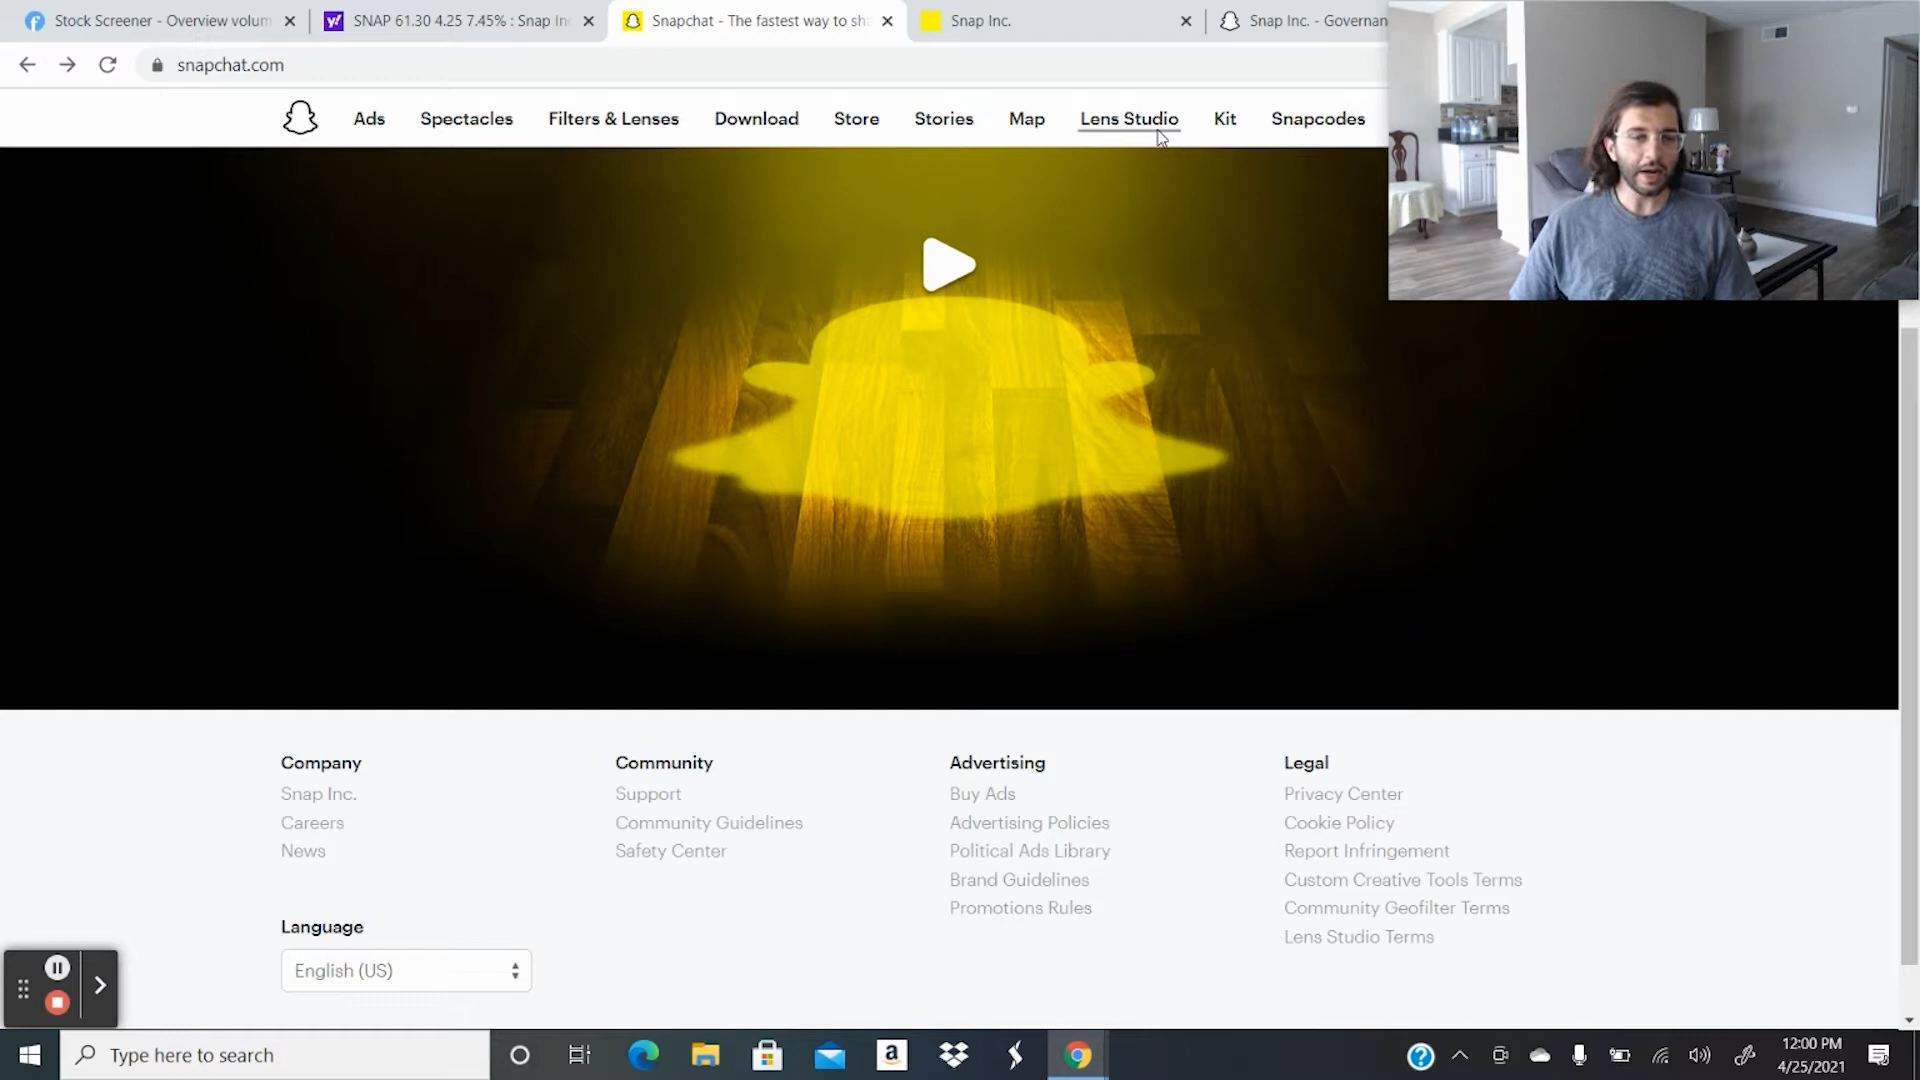 Stock Screener - Overview volum
SNAP 61.30 4.25 7.45% : Snap In
Snapchat - The fastest way to sha
Snap Inc.
Snap Inc. - Governan
snapchat.com
Ads
Spectacles
Filters & Lenses
Download
Store
Stories
Map
Lens Studio
Kit
Snapcodes
Company
Snap Inc.
Careers
News
Community
Support
Community Guidelines
Safety Center
Advertising
Buy Ads
Advertising Policies
Political Ads Library
Brand Guidelines
Promotions Rules
Legal
Privacy Center
Cookie Policy
Report Infringement
Custom Creative Tools Terms
Community Geofilter Terms
Lens Studio Terms
Language
English (US)
Type here to search
12:00 PM
4/25/2021